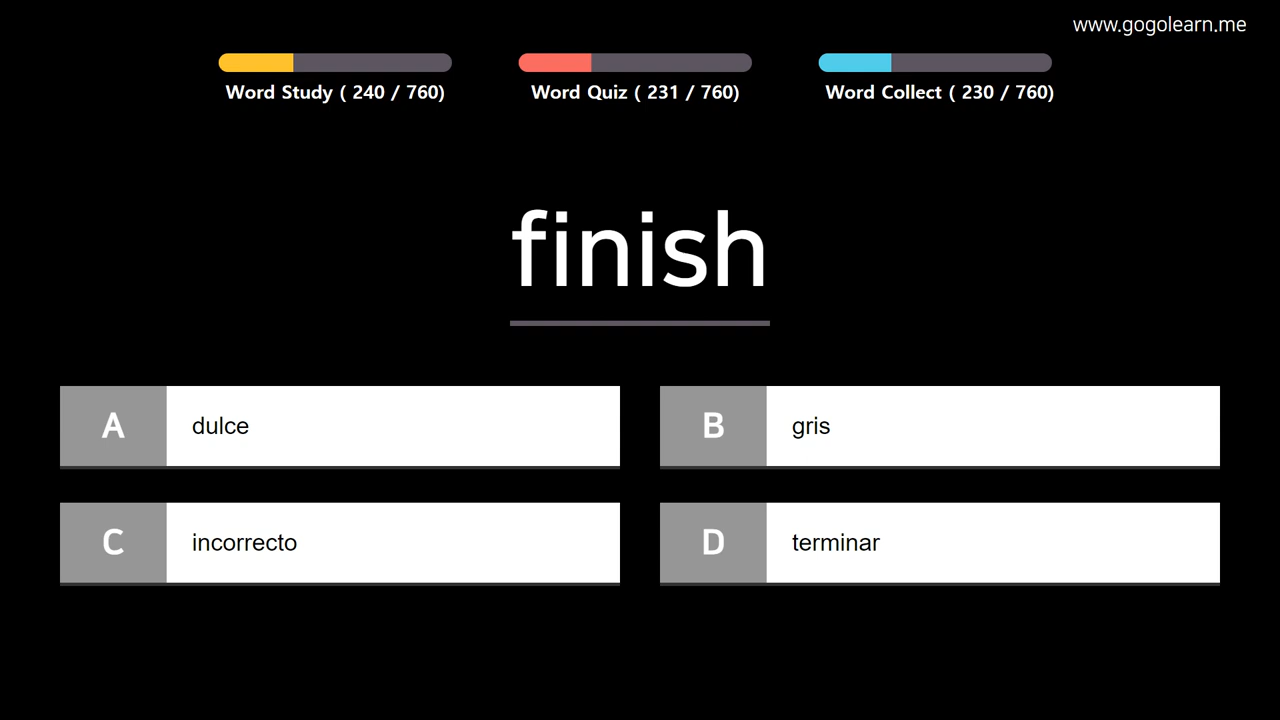 www.gogolearn.me
Word Study ( 240 / 760)
Word Quiz ( 231 / 760)
Word Collect ( 230 / 760)
finish
A dulce
B gris
C incorrecto
D terminar